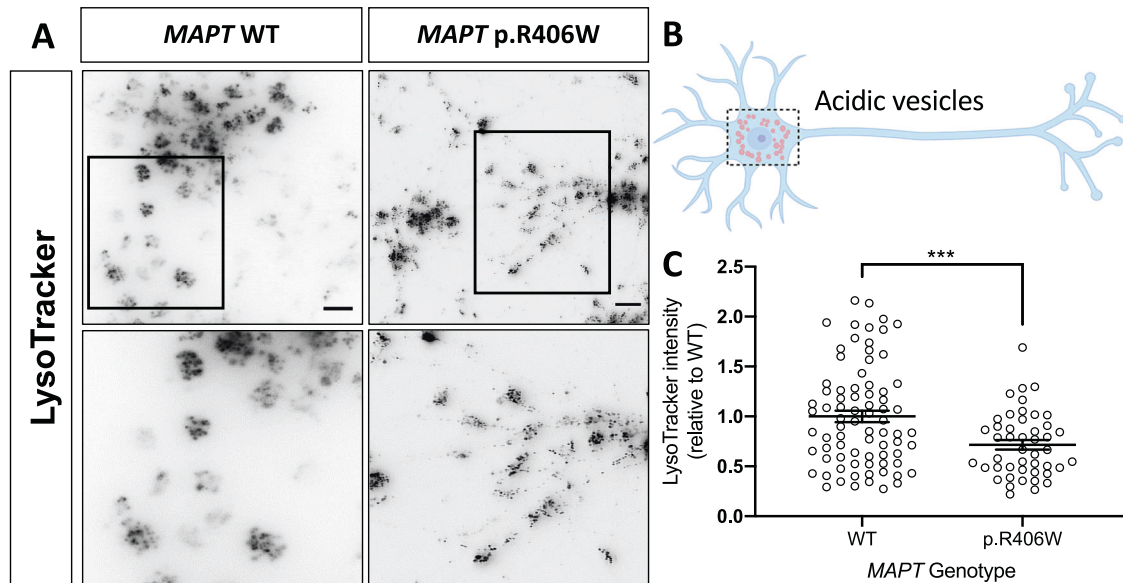 A
MAPT WT
MAPT p.R406W
LysoTracker
B
Acidic vesicles
C
***
2.5
2.0
1.5
1.0
0.5
0.0
LysoTracker intensity
(relative to WT)
WT
p.R406W
MAPT Genotype